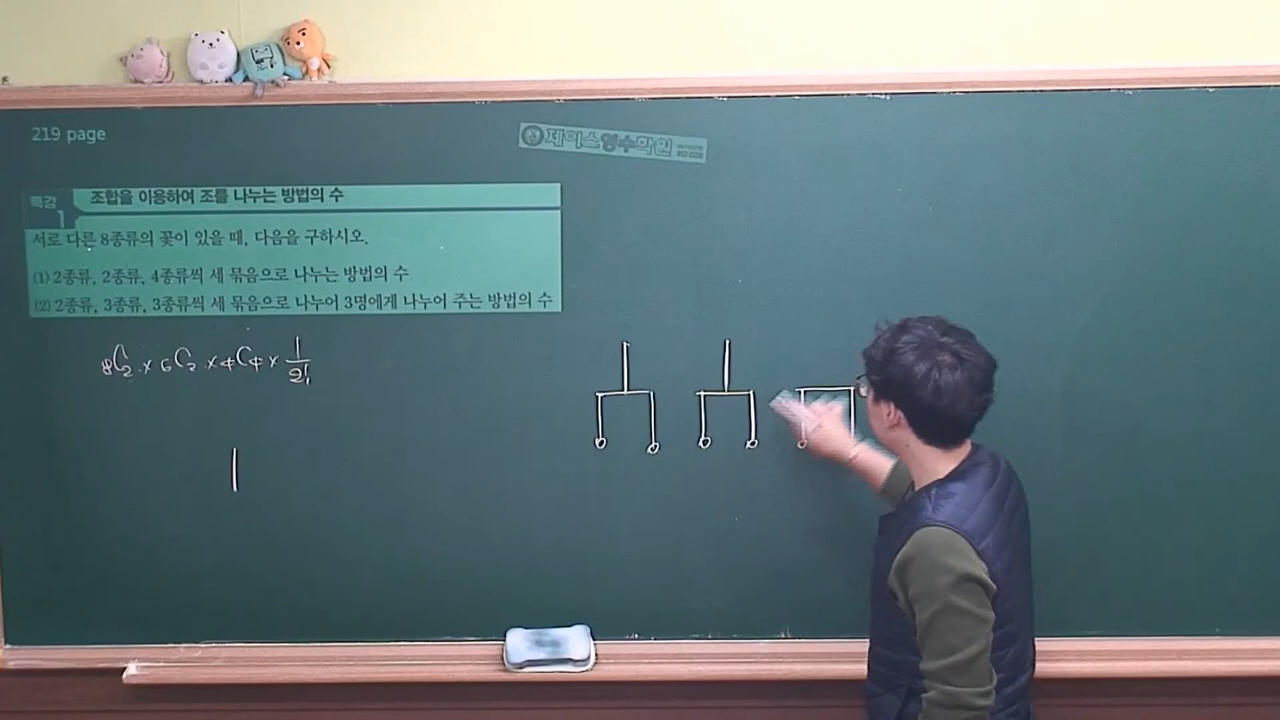 219 page
제이스영수학원
특강 1 조합을 이용하여 조를 나누는 방법의 수
서로 다른 8종류의 꽃이 있을 때, 다음을 구하시오.
(1) 2종류, 2종류, 4종류씩 세 묶음으로 나누는 방법의 수
(2) 2종류, 3종류, 3종류씩 세 묶음으로 나누어 3명에게 나누어 주는 방법의 수
₈C₂ × ₆C₂ × ₄C₄ × 1/2!